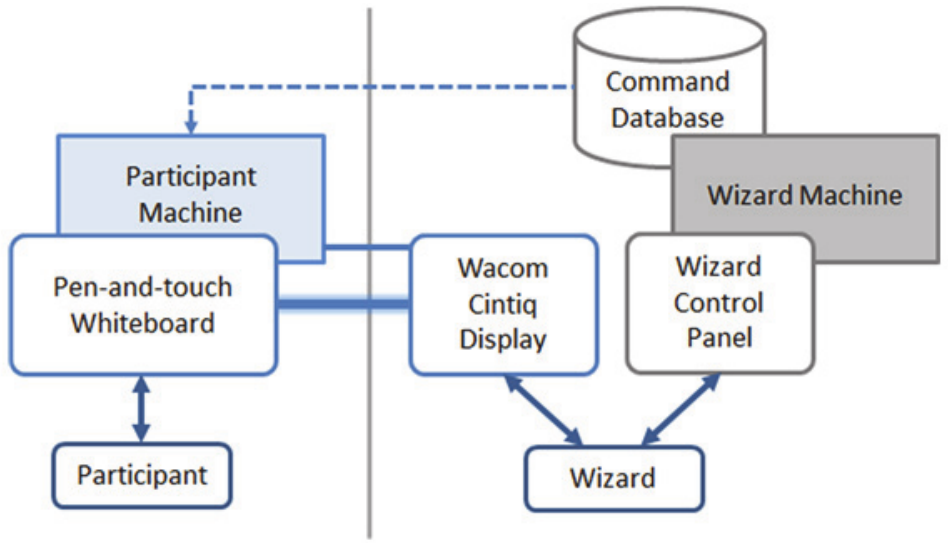 Command
Database
Participant
Machine
Wizard Machine
Pen-and-touch
Whiteboard
Wacom
Cintiq
Display
Wizard
Control
Panel
Participant
Wizard